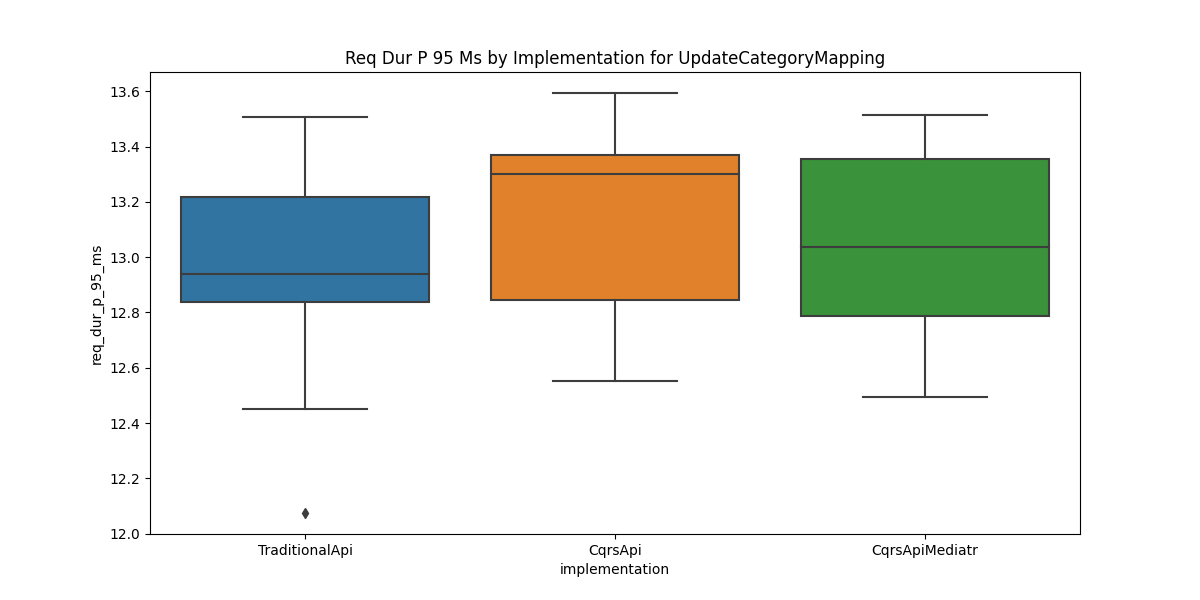 Req Dur P 95 Ms by Implementation for UpdateCategoryMapping
req_dur_p_95_ms
13.6
13.4
13.2
13.0
12.8
12.6
12.4
12.2
12.0
TraditionalApi
CqrsApi
CqrsApiMediatr
implementation